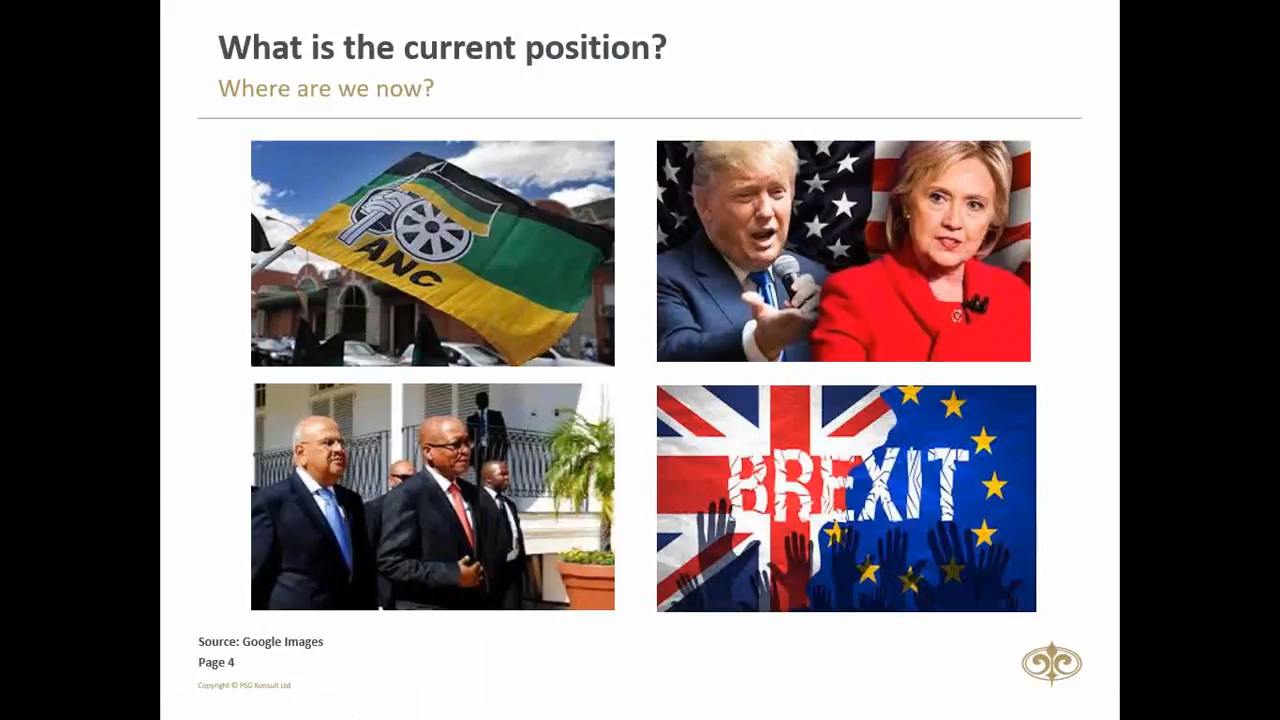 What is the current position?
Where are we now?
ANC
BREXIT
Source: Google Images
Page 4
Copyright © PSG Konsult Ltd